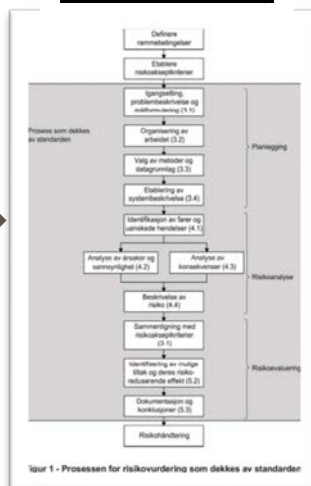 Definere
rammebetingelser
Etablere
risikoakseptkriterier
Prosess som dekkes
av standarden
Igangsetting,
problembeskrivelse og
målformulering (3.1)
Organisering av
arbeidet (3.2)
Valg av metoder og
datagrunnlag (3.3)
Etablering av
systembeskrivelse (3.4)
Planlegging
Identifikasjon av farer og
uønskede hendelser (4.1)
Analyse av årsaker og
sannsynlighet (4.2)
Analyse av
konsekvenser (4.3)
Beskrivelse av
risiko (4.4)
Risikoanalyse
Sammenligning med
risikoakseptkriterier
(3.1)
Identifisering av mulige
tiltak og deres risiko-
reduserende effekt (5.2)
Dokumentasjon og
konklusjoner (5.3)
Risikoevaluering
Risikohåndtering
igur 1 - Prosessen for risikovurdering som dekkes av standarden